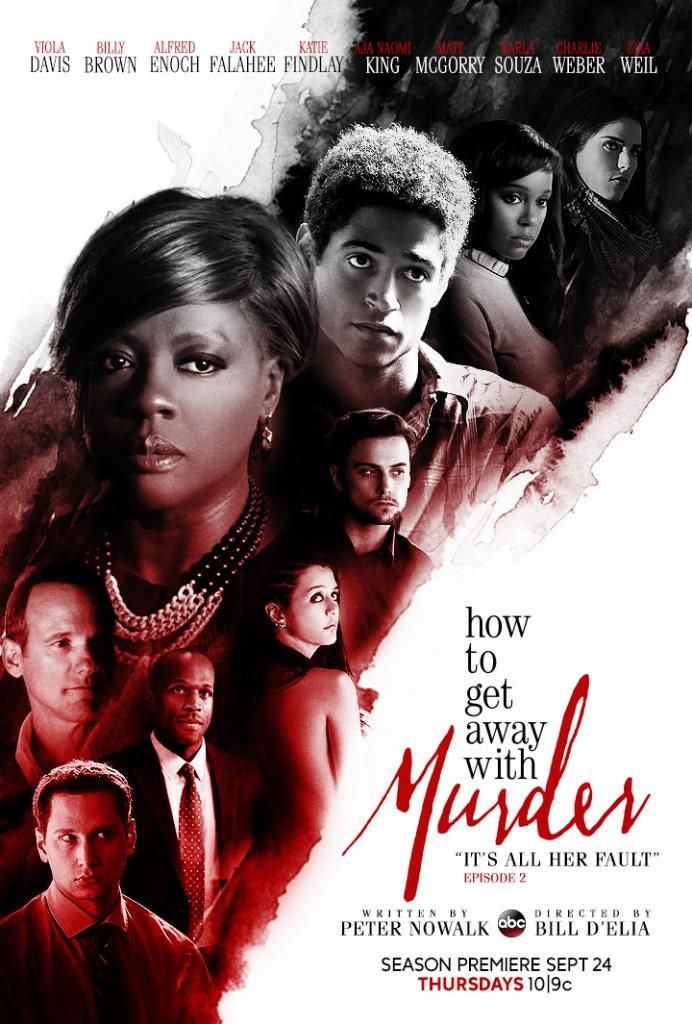 VIOLA BILLY ALFRED JACK KATIE AJA NAOMI MATT KARLA CHARLIE LIZA
DAVIS BROWN ENOCH FALAHEE FINDLAY KING MCGORRY SOUZA WEBER WEIL
how
to
get
away
with
Murder
“IT'S ALL HER FAULT”
EPISODE 2
WRITTEN BY abc DIRECTED BY
PETER NOWALK BILL D'ELIA
SEASON PREMIERE SEPT 24
THURSDAYS 10|9c